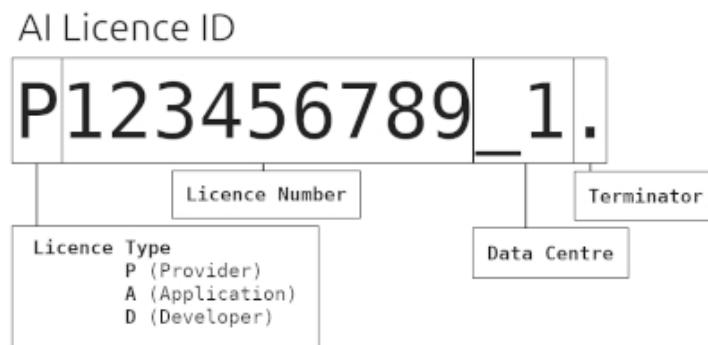 AI Licence ID
P123456789_1.
Licence Number
Terminator
Licence Type
Data Centre
P (Provider)
A (Application)
D (Developer)